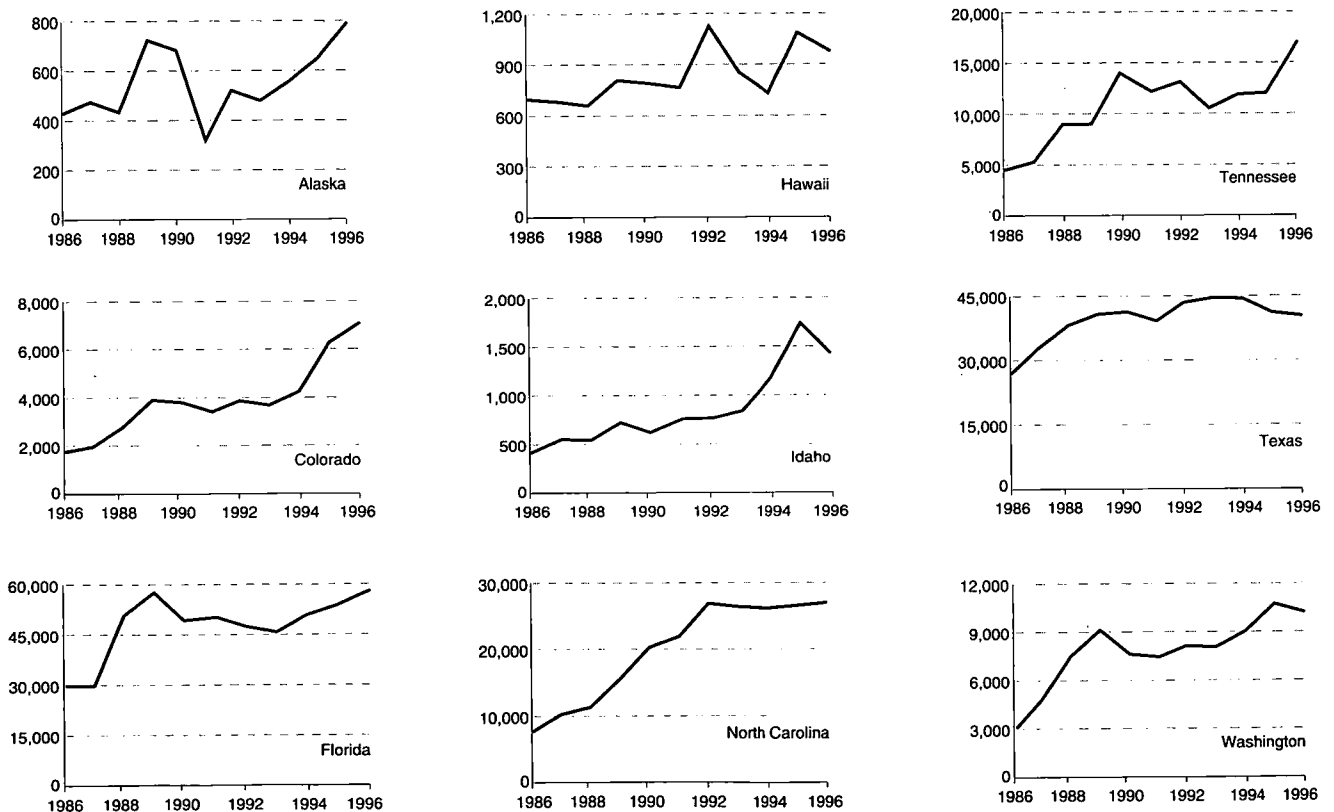 800
600
400
200
0
Alaska
1986 1988 1990 1992 1994 1996
1,200
900
600
300
0
Hawaii
1986 1988 1990 1992 1994 1996
20,000
15,000
10,000
5,000
0
Tennessee
1986 1988 1990 1992 1994 1996
8,000
6,000
4,000
2,000
0
Colorado
1986 1988 1990 1992 1994 1996
2,000
1,500
1,000
500
0
Idaho
1986 1988 1990 1992 1994 1996
45,000
30,000
15,000
0
Texas
1986 1988 1990 1992 1994 1996
60,000
45,000
30,000
15,000
0
Florida
1986 1988 1990 1992 1994 1996
30,000
20,000
10,000
0
North Carolina
1986 1988 1990 1992 1994 1996
12,000
9,000
6,000
3,000
0
Washington
1986 1988 1990 1992 1994 1996